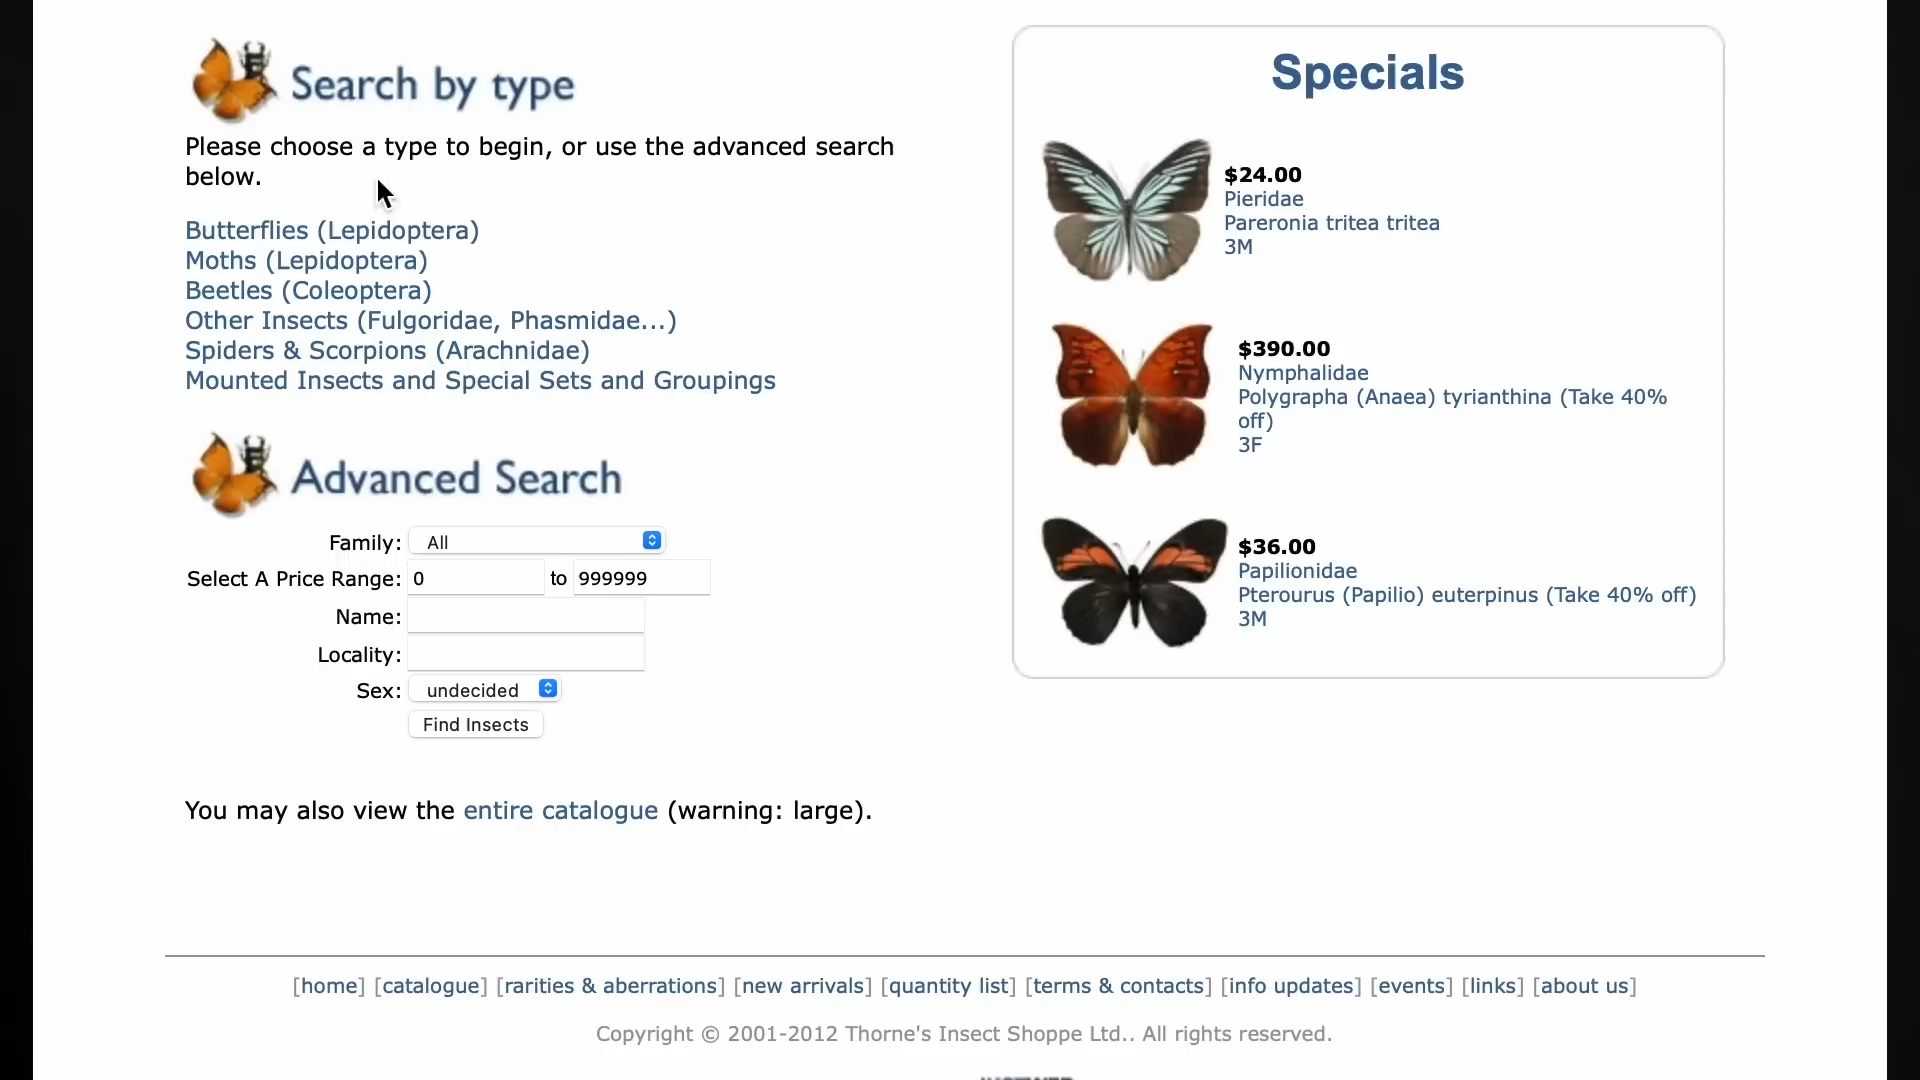 Search by type
Please choose a type to begin, or use the advanced search
below.
Butterflies (Lepidoptera)
Moths (Lepidoptera)
Beetles (Coleoptera)
Other Insects (Fulgoridae, Phasmidae...)
Spiders & Scorpions (Arachnidae)
Mounted Insects and Special Sets and Groupings
Advanced Search
Family: All
Select A Price Range: 0 to 999999
Name:
Locality:
Sex: undecided
Find Insects
You may also view the entire catalogue (warning: large).
Specials
$24.00
Pieridae
Pareronia tritea tritea
3M
$390.00
Nymphalidae
Polygrapha (Anaea) tyrianthina (Take 40%
off)
3F
$36.00
Papilionidae
Pterourus (Papilio) euterpinus (Take 40% off)
3M
[home] [catalogue] [rarities & aberrations] [new arrivals] [quantity list] [terms & contacts] [info updates] [events] [links] [about us]
Copyright © 2001-2012 Thorne's Insect Shoppe Ltd.. All rights reserved.